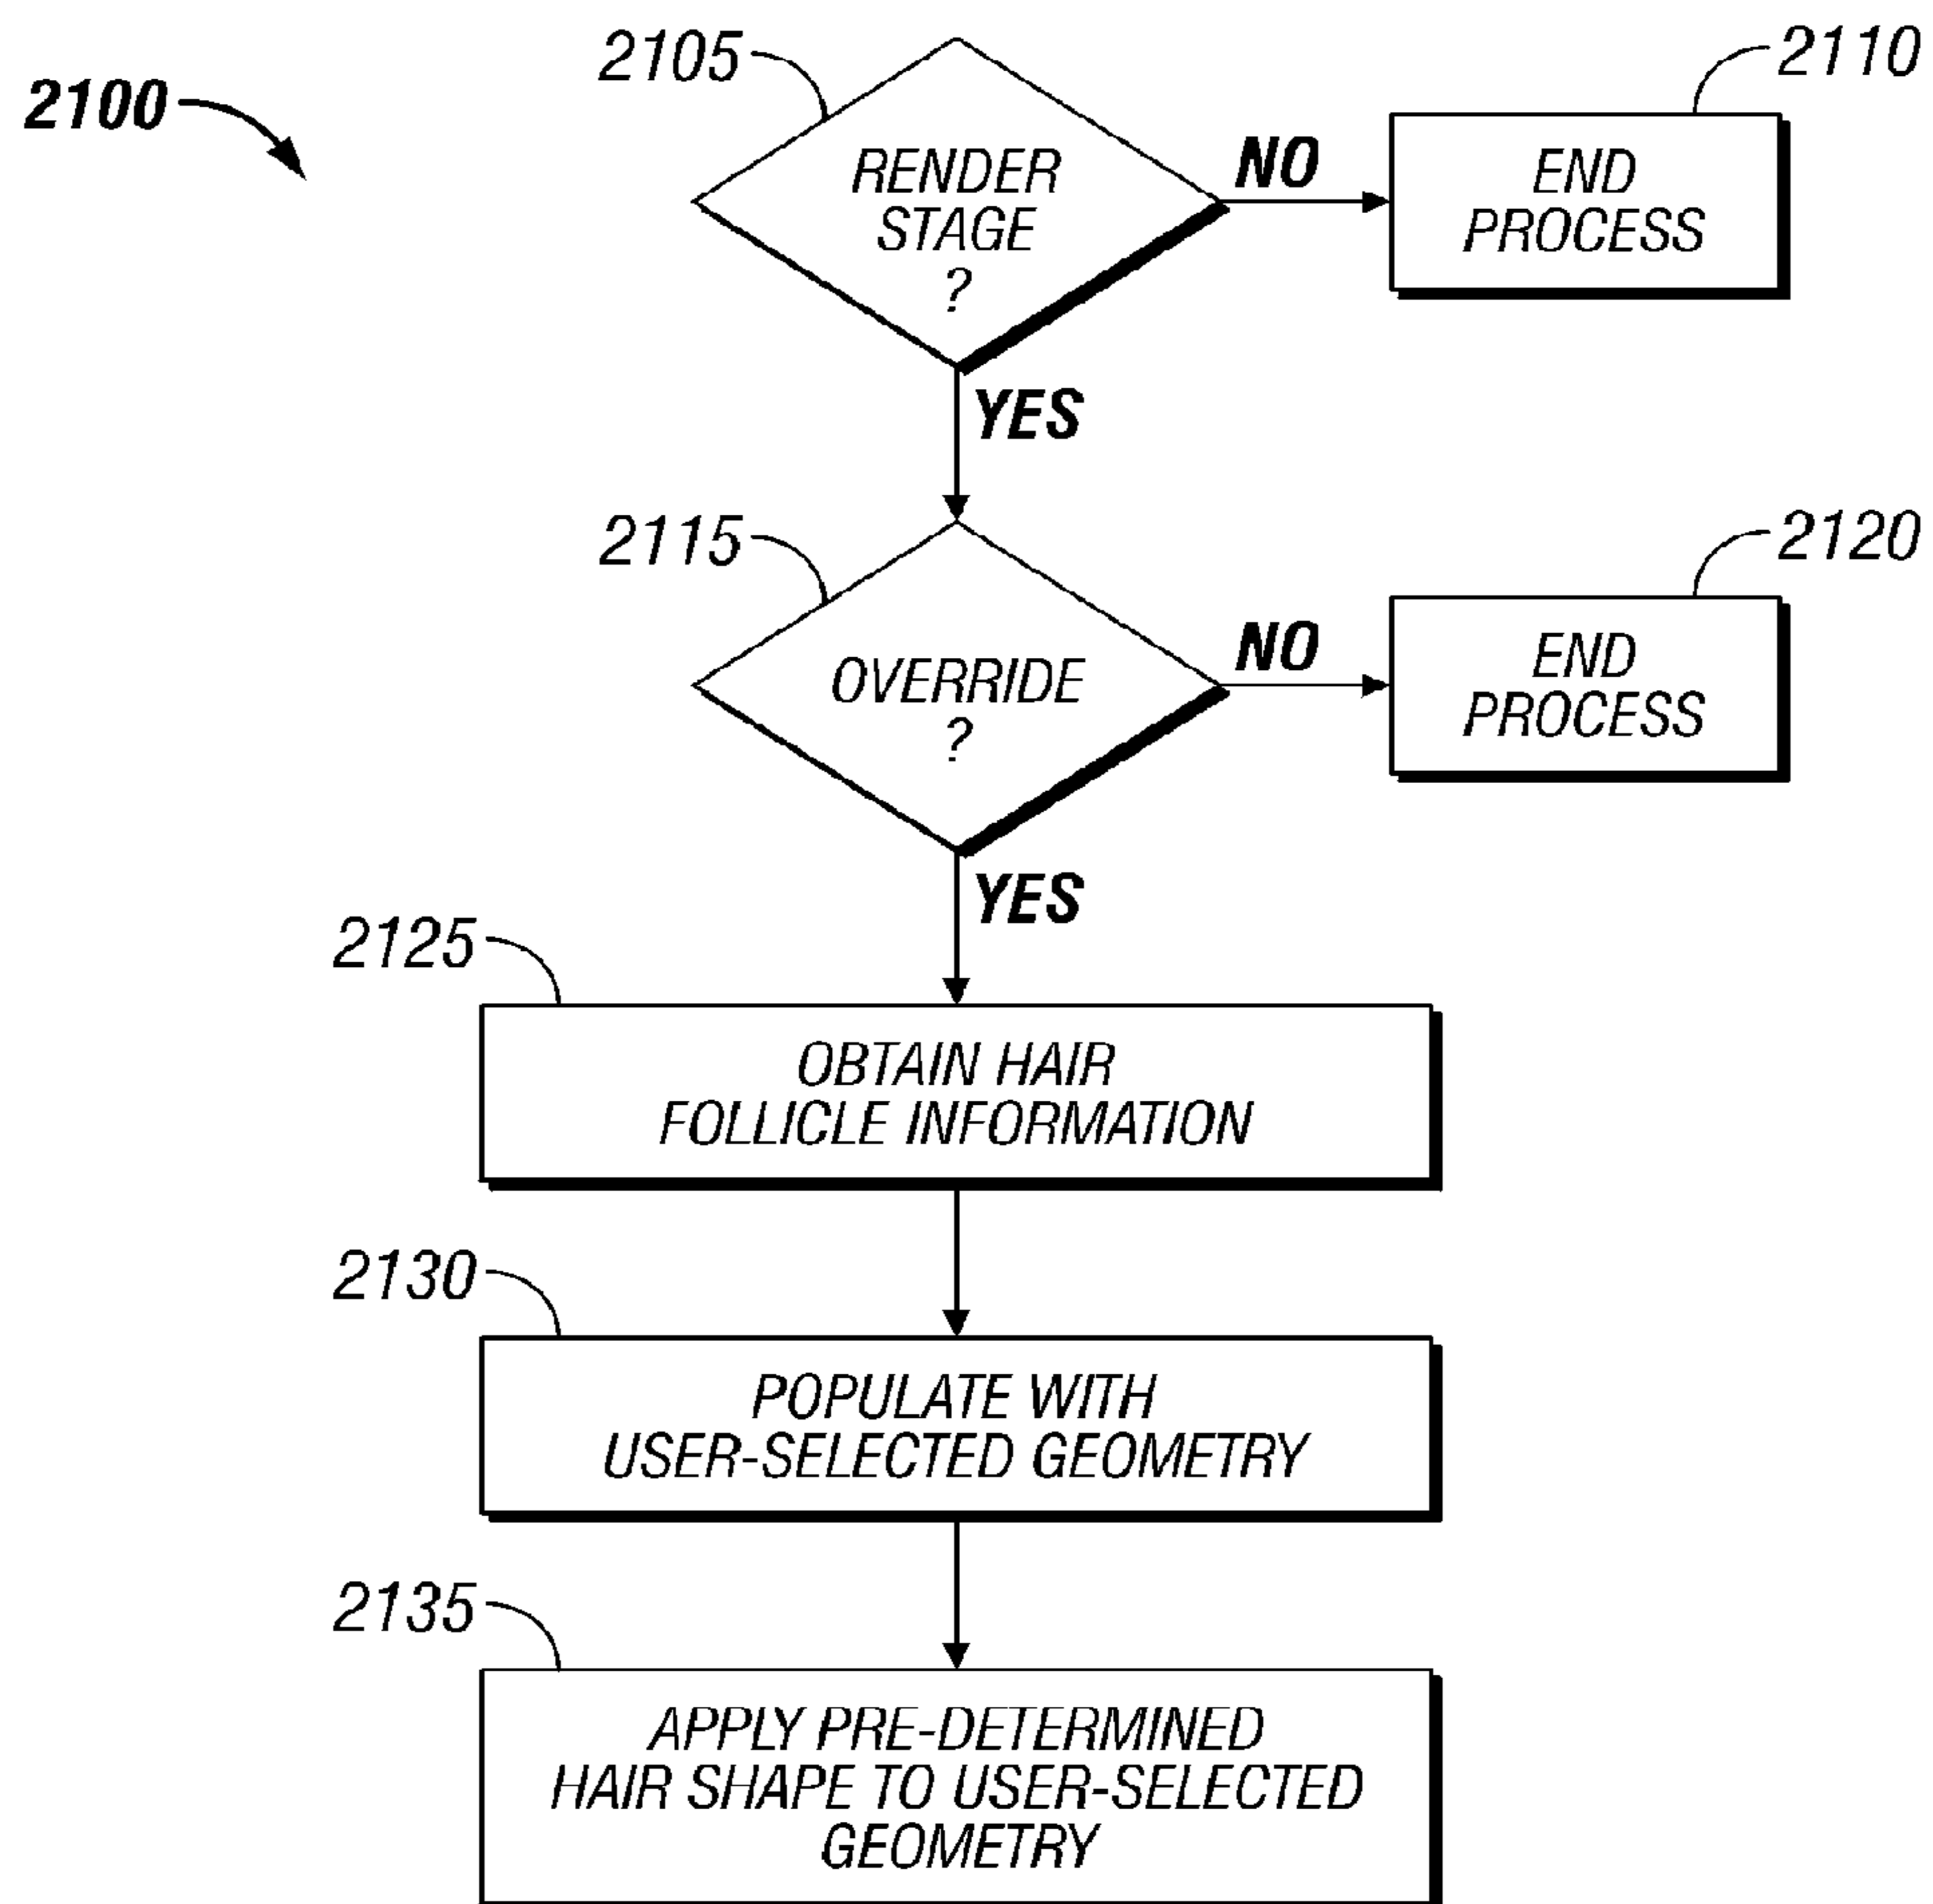 2100
2105
RENDER
STAGE
?
NO
2110
END
PROCESS
YES
2115
OVERRIDE
?
NO
2120
END
PROCESS
YES
2125
OBTAIN HAIR
FOLLICLE INFORMATION
2130
POPULATE WITH
USER-SELECTED GEOMETRY
2135
APPLY PRE-DETERMINED
HAIR SHAPE TO USER-SELECTED
GEOMETRY